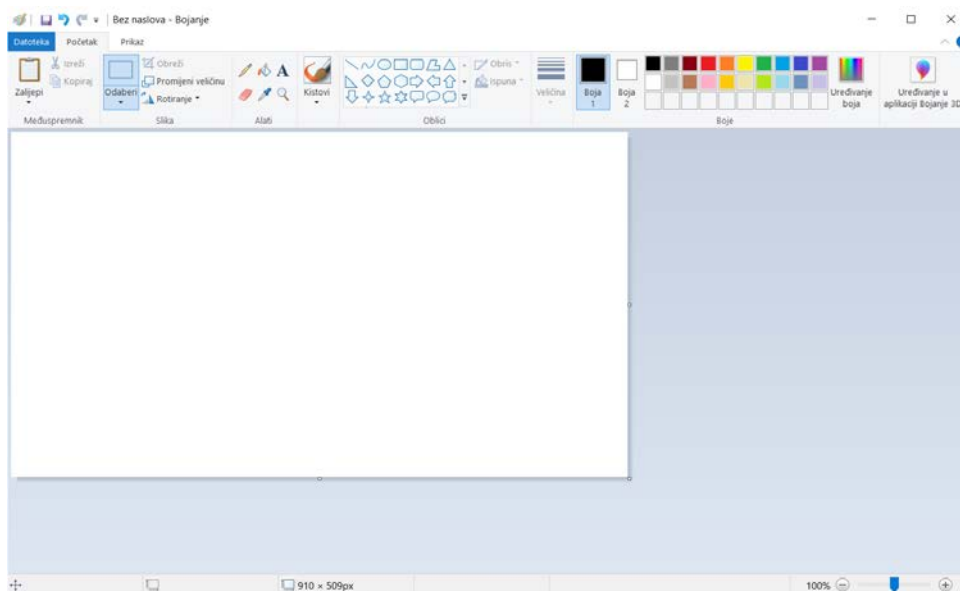 Bez naslova - Bojanje
Datoteka Početak Prikaz
Zalijepi
Izreži
Kopiraj
Međuspremnik
Odaberi
Obreži
Promijeni veličinu
Rotiranje
Slika
A
Alati
Kistovi
Oblici
Obris
Ispuna
Veličina
Boja
1
Boja
2
Boje
Uređivanje
boja
Uređivanje u
aplikaciji Bojanje 3D
910 × 509px
100%